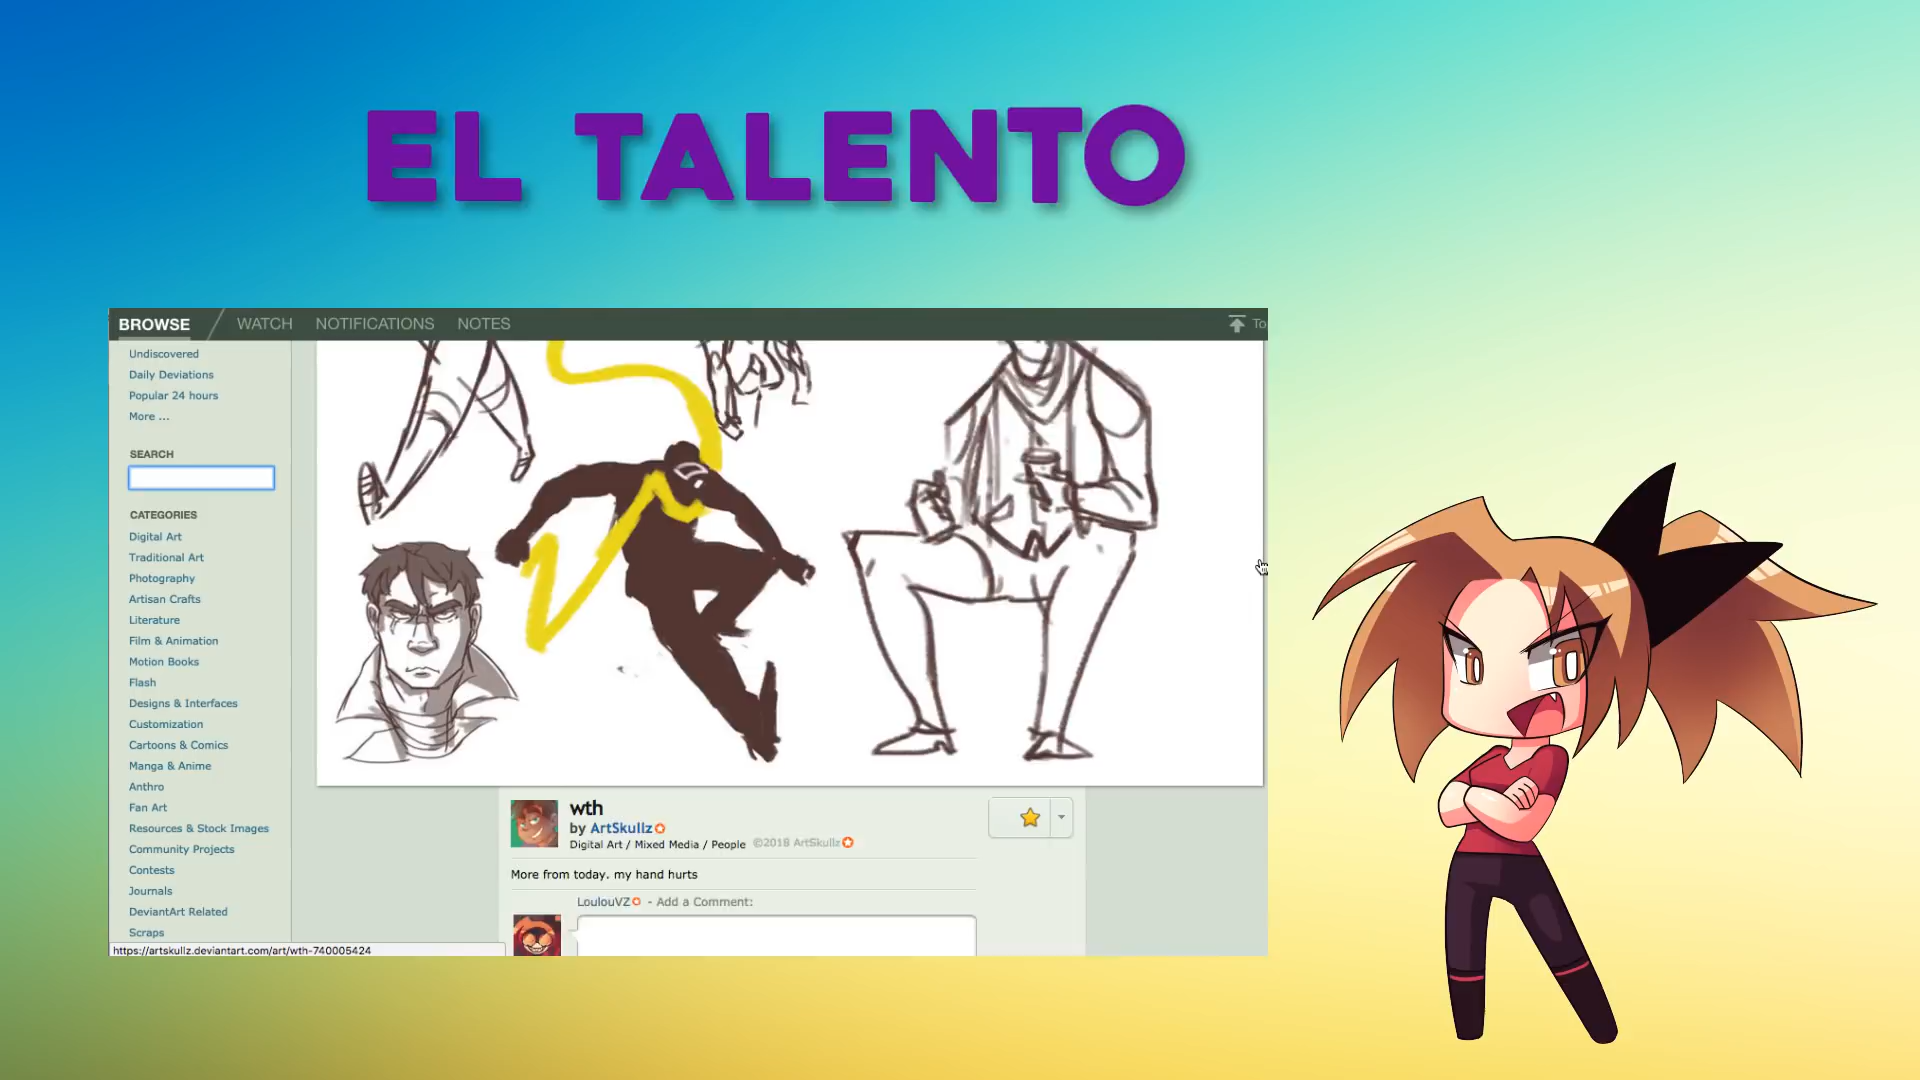 EL TALENTO
BROWSE WATCH NOTIFICATIONS NOTES
Undiscovered
Daily Deviations
Popular 24 hours
More ...
SEARCH
CATEGORIES
Digital Art
Traditional Art
Photography
Artisan Crafts
Literature
Film & Animation
Motion Books
Flash
Designs & Interfaces
Customization
Cartoons & Comics
Manga & Anime
Anthro
Fan Art
Resources & Stock Images
Community Projects
Contests
Journals
DeviantArt Related
Scraps
https://artskullz.deviantart.com/art/wth-740005424
wth
by ArtSkullz
Digital Art / Mixed Media / People ©2018 ArtSkullz
More from today. my hand hurts
LoulouVZ - Add a Comment: